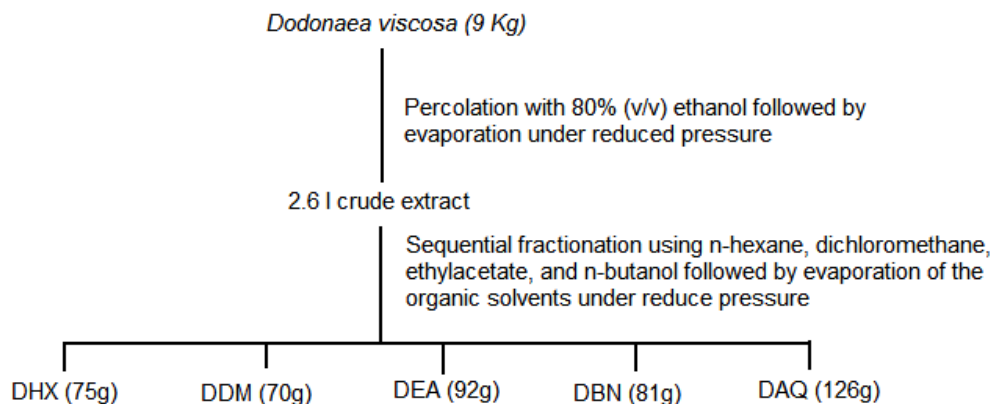 Dodonaea viscosa (9 Kg)
Percolation with 80% (v/v) ethanol followed by
evaporation under reduced pressure
2.6 l crude extract
Sequential fractionation using n-hexane, dichloromethane,
ethylacetate, and n-butanol followed by evaporation of the
organic solvents under reduce pressure
DHX (75g) DDM (70g) DEA (92g) DBN (81g) DAQ (126g)